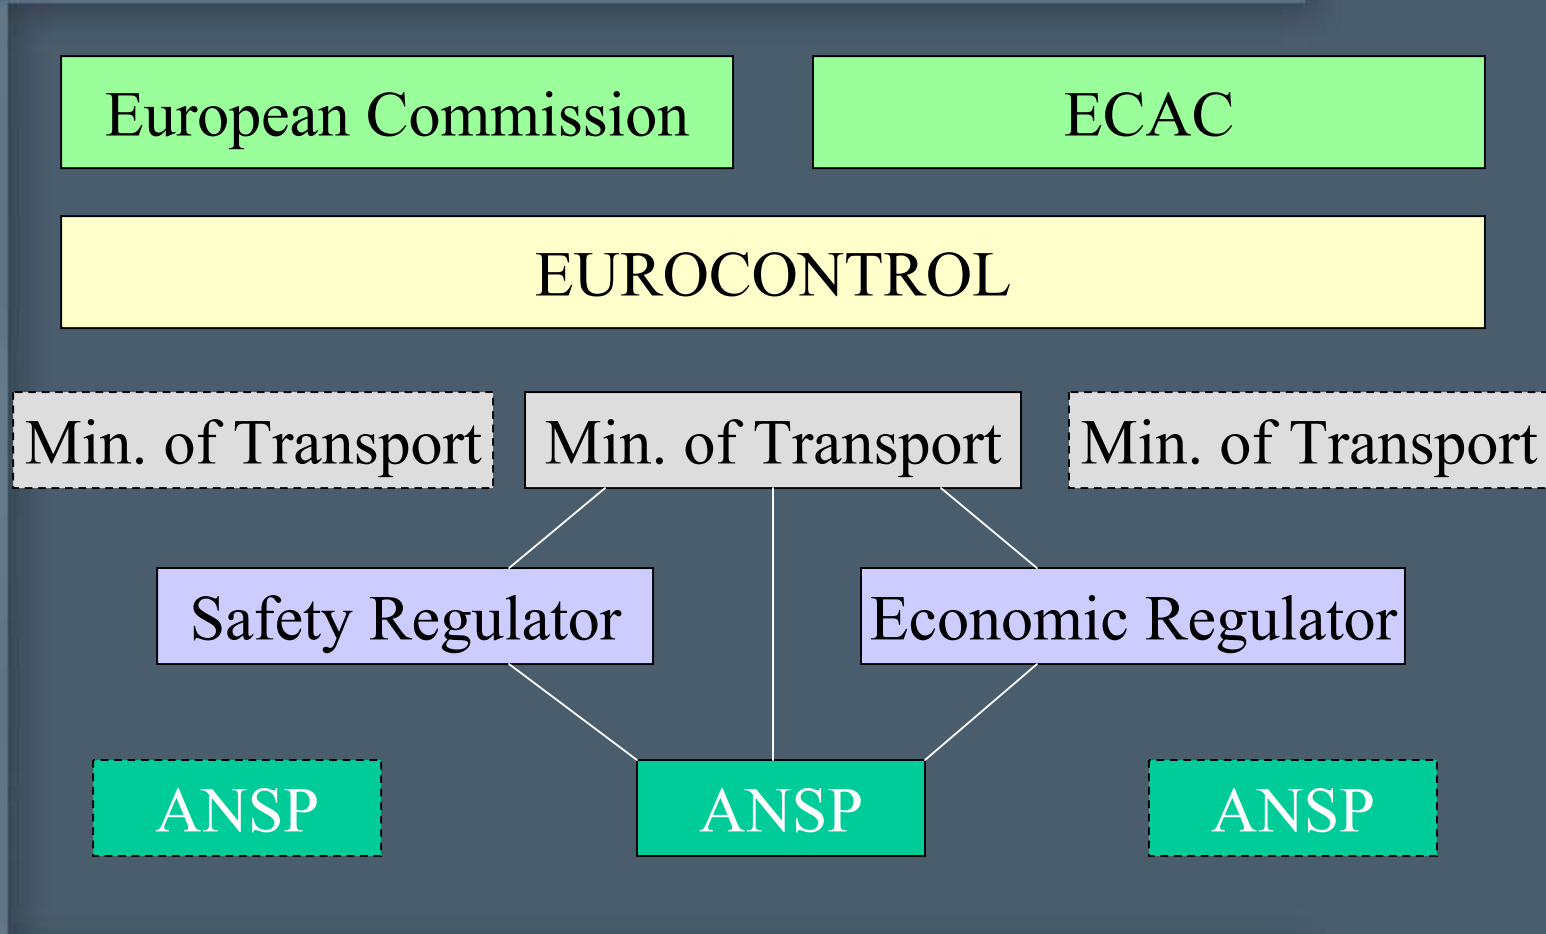 European Commission
ECAC
EUROCONTROL
Min. of Transport
Min. of Transport
Min. of Transport
Safety Regulator
Economic Regulator
ANSP
ANSP
ANSP